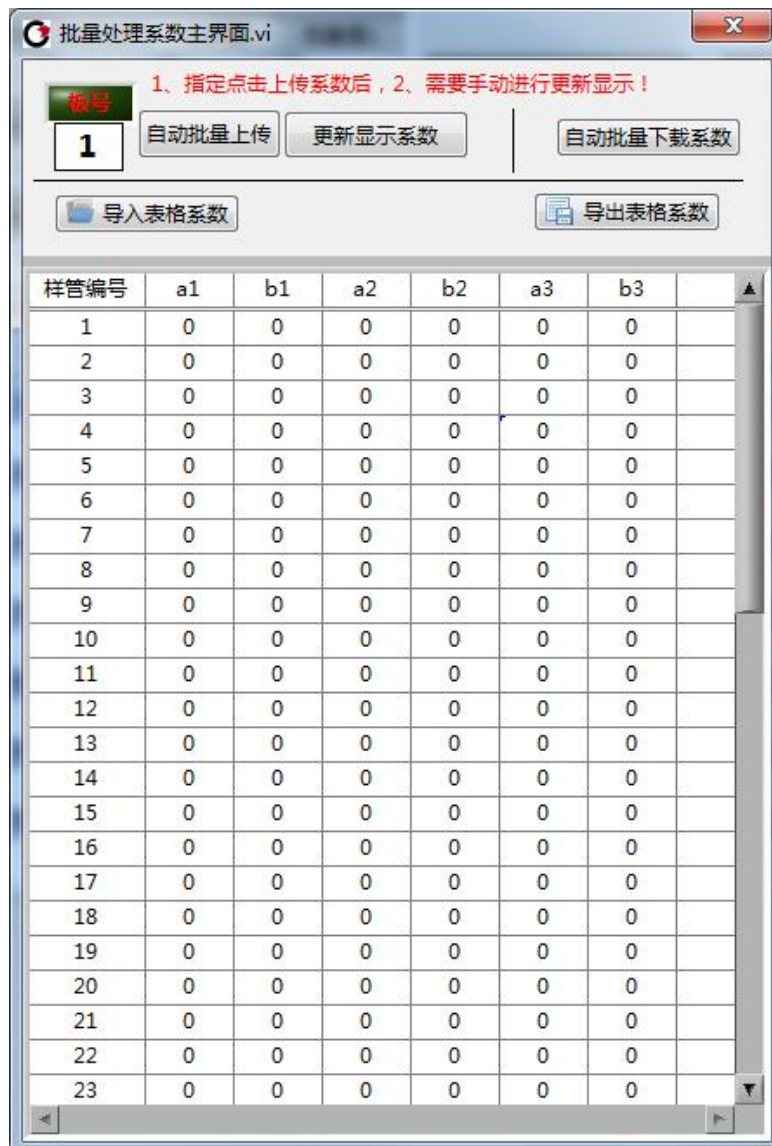 批量处理系数主界面.vi
1、指定点击上传系数后，2、需要手动进行更新显示！
板号
1
自动批量上传 更新显示系数 自动批量下载系数
导入表格系数 导出表格系数
样管编号 a1 b1 a2 b2 a3 b3
1 0 0 0 0 0 0
2 0 0 0 0 0 0
3 0 0 0 0 0 0
4 0 0 0 0 0 0
5 0 0 0 0 0 0
6 0 0 0 0 0 0
7 0 0 0 0 0 0
8 0 0 0 0 0 0
9 0 0 0 0 0 0
10 0 0 0 0 0 0
11 0 0 0 0 0 0
12 0 0 0 0 0 0
13 0 0 0 0 0 0
14 0 0 0 0 0 0
15 0 0 0 0 0 0
16 0 0 0 0 0 0
17 0 0 0 0 0 0
18 0 0 0 0 0 0
19 0 0 0 0 0 0
20 0 0 0 0 0 0
21 0 0 0 0 0 0
22 0 0 0 0 0 0
23 0 0 0 0 0 0